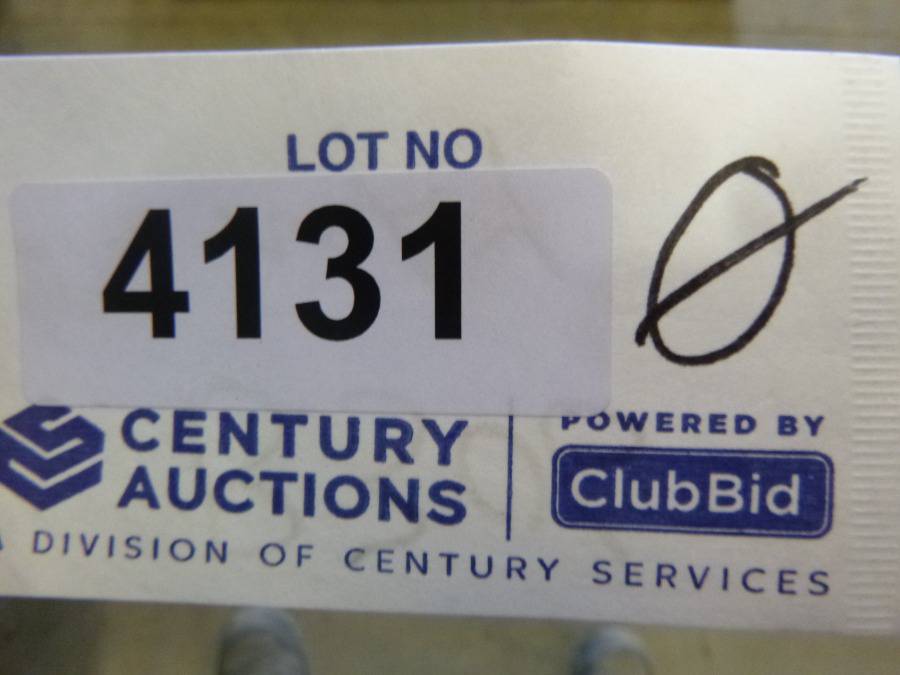 LOT NO
4131 Ø
CENTURY
AUCTIONS
POWERED BY
ClubBid
A DIVISION OF CENTURY SERVICES